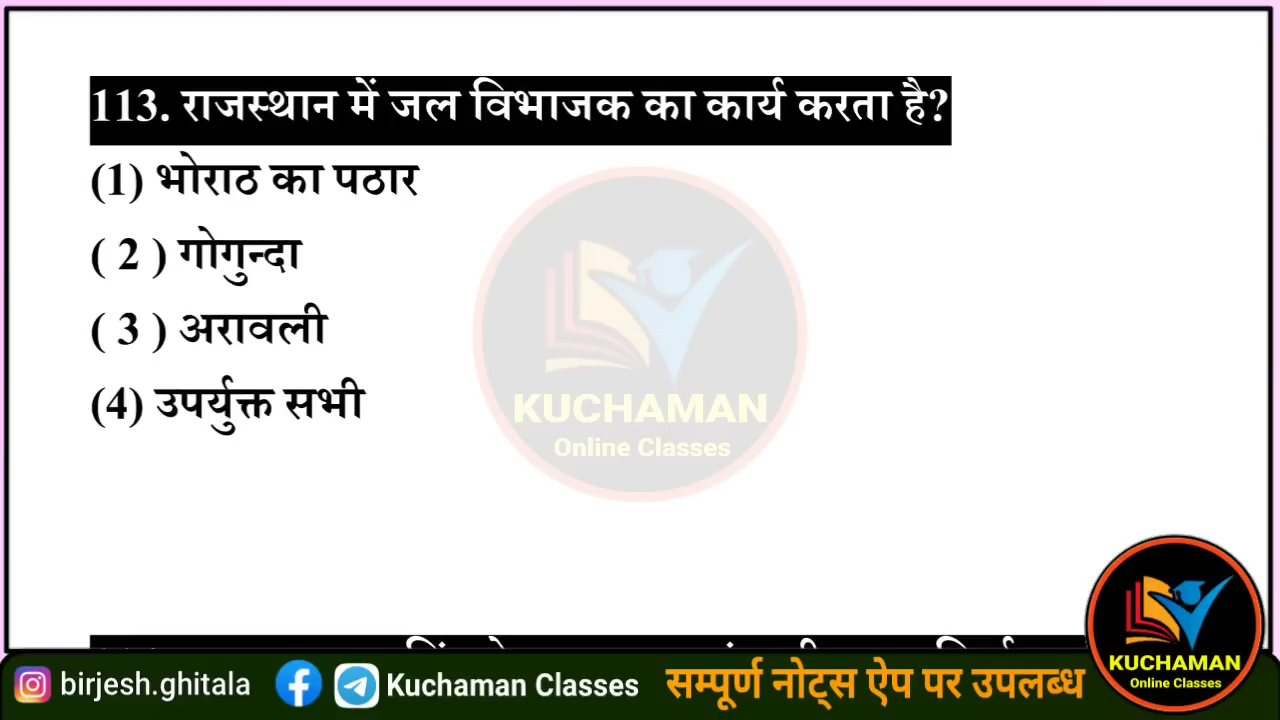 113. राजस्थान में जल विभाजक का कार्य करता है?
(1) भोराठ का पठार
( 2 ) गोगुन्दा
( 3 ) अरावली
(4) उपर्युक्त सभी
KUCHAMAN
Online Classes
birjesh.ghitala
Kuchaman Classes
सम्पूर्ण नोट्स ऐप पर उपलब्ध
KUCHAMAN
Online Classes